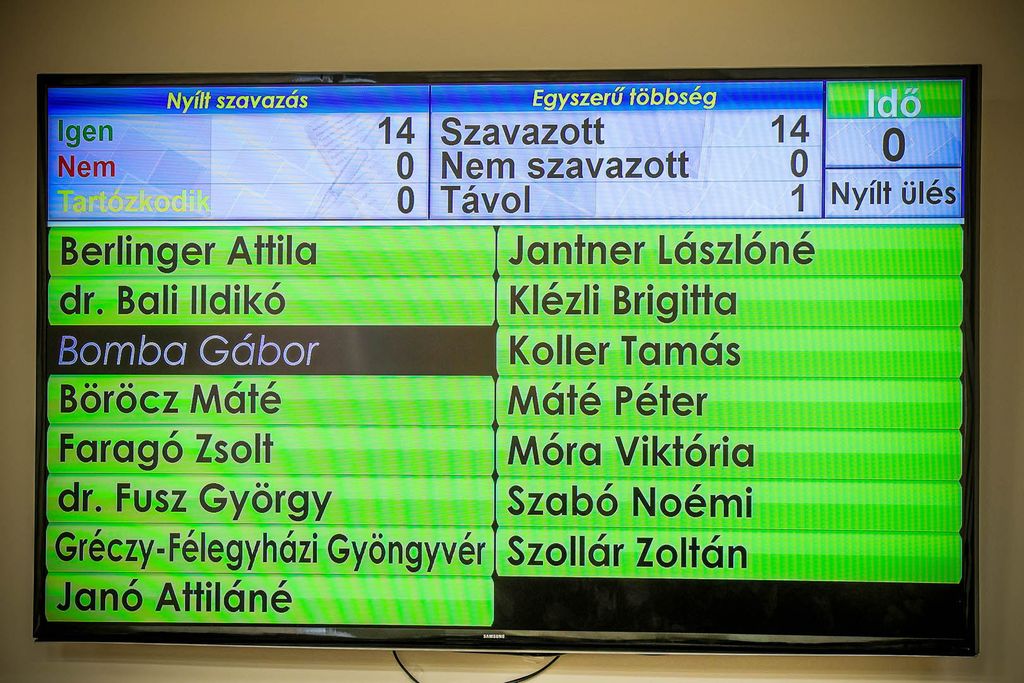 Nyílt szavazás
Igen 14
Nem 0
Tartózkodik 0
Egyszerű többség
Szavazott 14
Nem szavazott 0
Távol 1
Idő
0
Nyílt ülés
Berlinger Attila
dr. Bali Ildikó
Bomba Gábor
Böröcz Máté
Faragó Zsolt
dr. Fusz György
Gréczy-Félegyházi Gyöngyvér
Janó Attiláné
Jantner Lászlóné
Klézli Brigitta
Koller Tamás
Máté Péter
Móra Viktória
Szabó Noémi
Szollár Zoltán
SAMSUNG